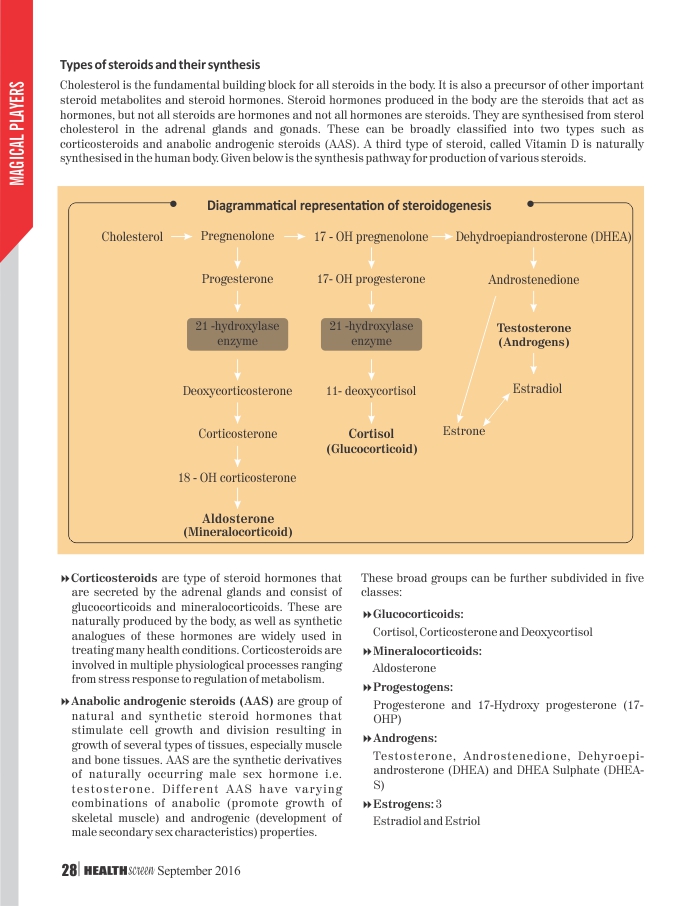 MAGICAL PLAYERS
Types of steroids and their synthesis
Cholesterol is the fundamental building block for all steroids in the body. It is also a precursor of other important
steroid metabolites and steroid hormones. Steroid hormones produced in the body are the steroids that act as
hormones, but not all steroids are hormones and not all hormones are steroids. They are synthesised from sterol
cholesterol in the adrenal glands and gonads. These can be broadly classified into two types such as
corticosteroids and anabolic androgenic steroids (AAS). A third type of steroid, called Vitamin D is naturally
synthesised in the human body. Given below is the synthesis pathway for production of various steroids.
Diagrammatical representation of steroidogenesis
Cholesterol Pregnenolone 17 - OH pregnenolone Dehydroepiandrosterone (DHEA)
Progesterone 17- OH progesterone Androstenedione
21 -hydroxylase
enzyme
21 -hydroxylase
enzyme
Testosterone
(Androgens)
Deoxycorticosterone 11- deoxycortisol Estradiol
Corticosterone
Cortisol
(Glucocorticoid)
Estrone
18 - OH corticosterone
Aldosterone
(Mineralocorticoid)
Corticosteroids are type of steroid hormones that
are secreted by the adrenal glands and consist of
glucocorticoids and mineralocorticoids. These are
naturally produced by the body, as well as synthetic
analogues of these hormones are widely used in
treating many health conditions. Corticosteroids are
involved in multiple physiological processes ranging
from stress response to regulation of metabolism.
Anabolic androgenic steroids (AAS) are group of
natural and synthetic steroid hormones that
stimulate cell growth and division resulting in
growth of several types of tissues, especially muscle
and bone tissues. AAS are the synthetic derivatives
of naturally occurring male sex hormone i.e.
testosterone. Different AAS have varying
combinations of anabolic (promote growth of
skeletal muscle) and androgenic (development of
male secondary sex characteristics) properties.
These broad groups can be further subdivided in five
classes:
Glucocorticoids:
Cortisol, Corticosterone and Deoxycortisol
Mineralocorticoids:
Aldosterone
Progestogens:
Progesterone and 17-Hydroxy progesterone (17-
OHP)
Androgens:
Testosterone, Androstenedione, Dehyroepi-
androsterone (DHEA) and DHEA Sulphate (DHEA-
S)
Estrogens: 3
Estradiol and Estriol
28 HEALTH screen September 2016